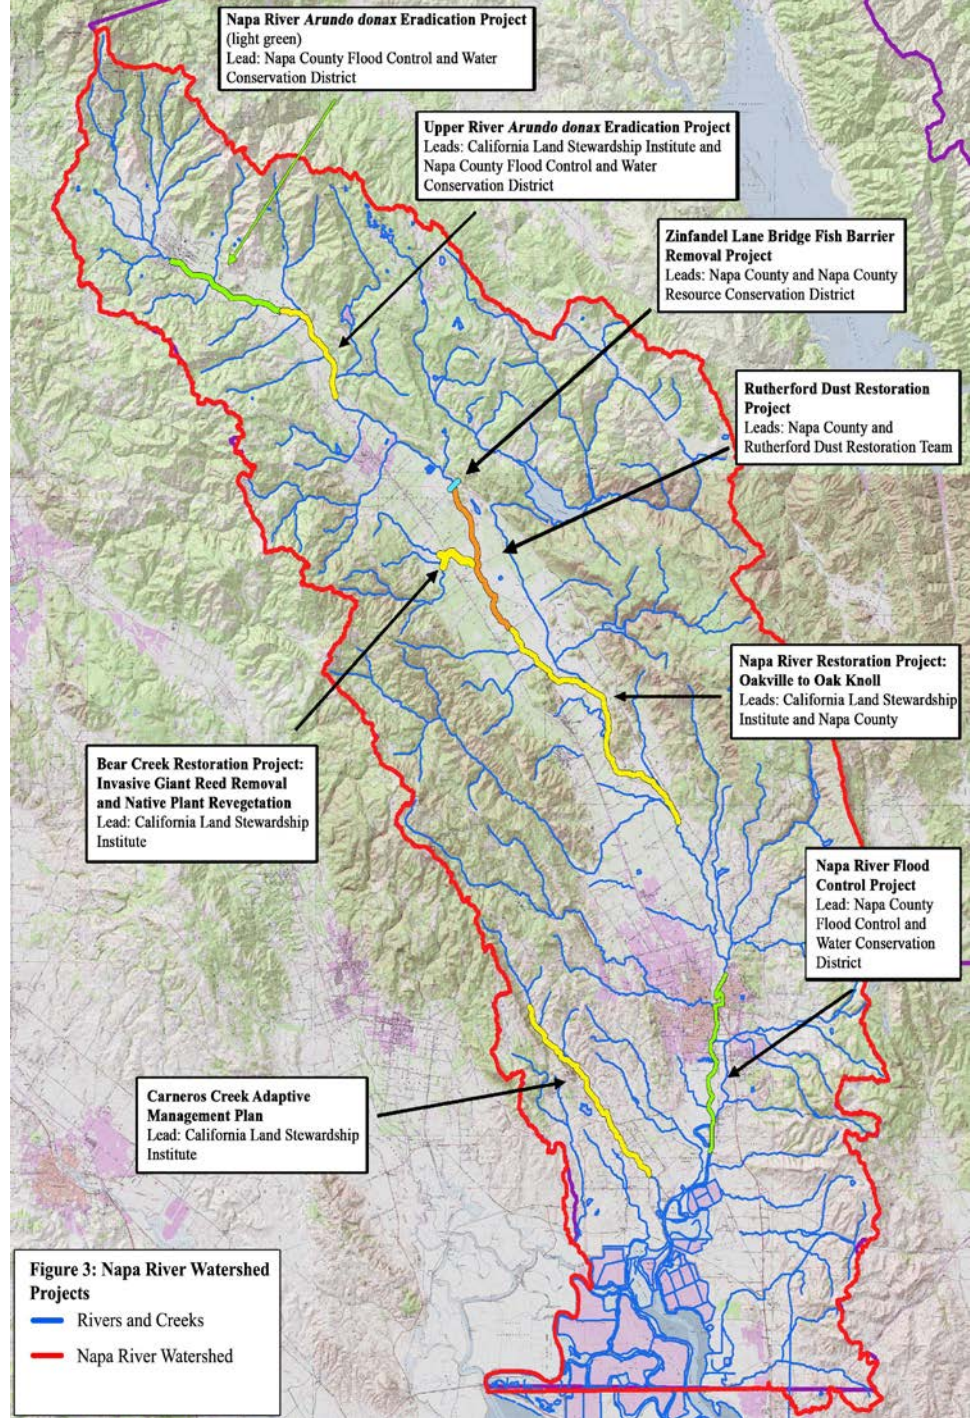 Napa River Arundo donax Eradication Project
(light green)
Lead: Napa County Flood Control and Water
Conservation District
Upper River Arundo donax Eradication Project
Leads: California Land Stewardship Institute and
Napa County Flood Control and Water
Conservation District
Zinfandel Lane Bridge Fish Barrier
Removal Project
Leads: Napa County and Napa County
Resource Conservation District
Rutherford Dust Restoration
Project
Leads: Napa County and
Rutherford Dust Restoration Team
Napa River Restoration Project:
Oakville to Oak Knoll
Leads: California Land Stewardship
Institute and Napa County
Bear Creek Restoration Project:
Invasive Giant Reed Removal
and Native Plant Revegetation
Lead: California Land Stewardship
Institute
Napa River Flood
Control Project
Lead: Napa County
Flood Control and
Water Conservation
District
Carneros Creek Adaptive
Management Plan
Lead: California Land Stewardship
Institute
Figure 3: Napa River Watershed
Projects
Rivers and Creeks
Napa River Watershed